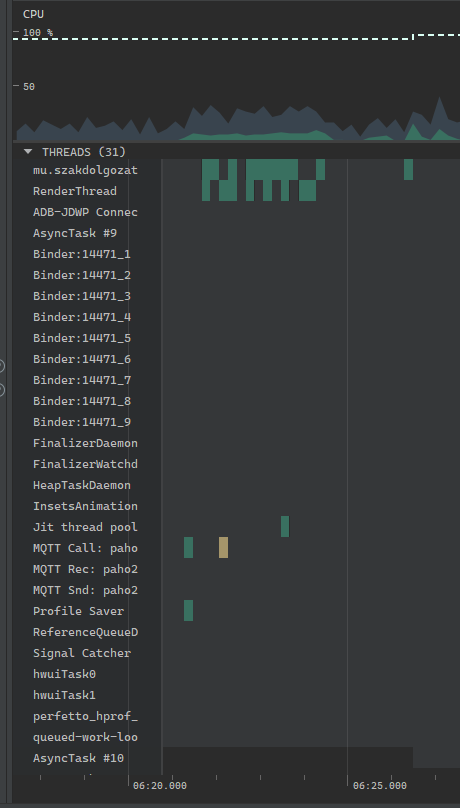 CPU
100 %
50
THREADS (31)
mu.szakdolgozat
RenderThread
ADB-JDWP Connec
AsyncTask #9
Binder:14471_1
Binder:14471_2
Binder:14471_3
Binder:14471_4
Binder:14471_5
Binder:14471_6
Binder:14471_7
Binder:14471_8
Binder:14471_9
FinalizerDaemon
FinalizerWatchd
HeapTaskDaemon
InsetsAnimation
Jit thread pool
MQTT Call: paho
MQTT Rec: paho2
MQTT Snd: paho2
Profile Saver
ReferenceQueueD
Signal Catcher
hwuiTask0
hwuiTask1
perfetto_hprof_
queued-work-loo
AsyncTask #10
06:20.000 06:25.000